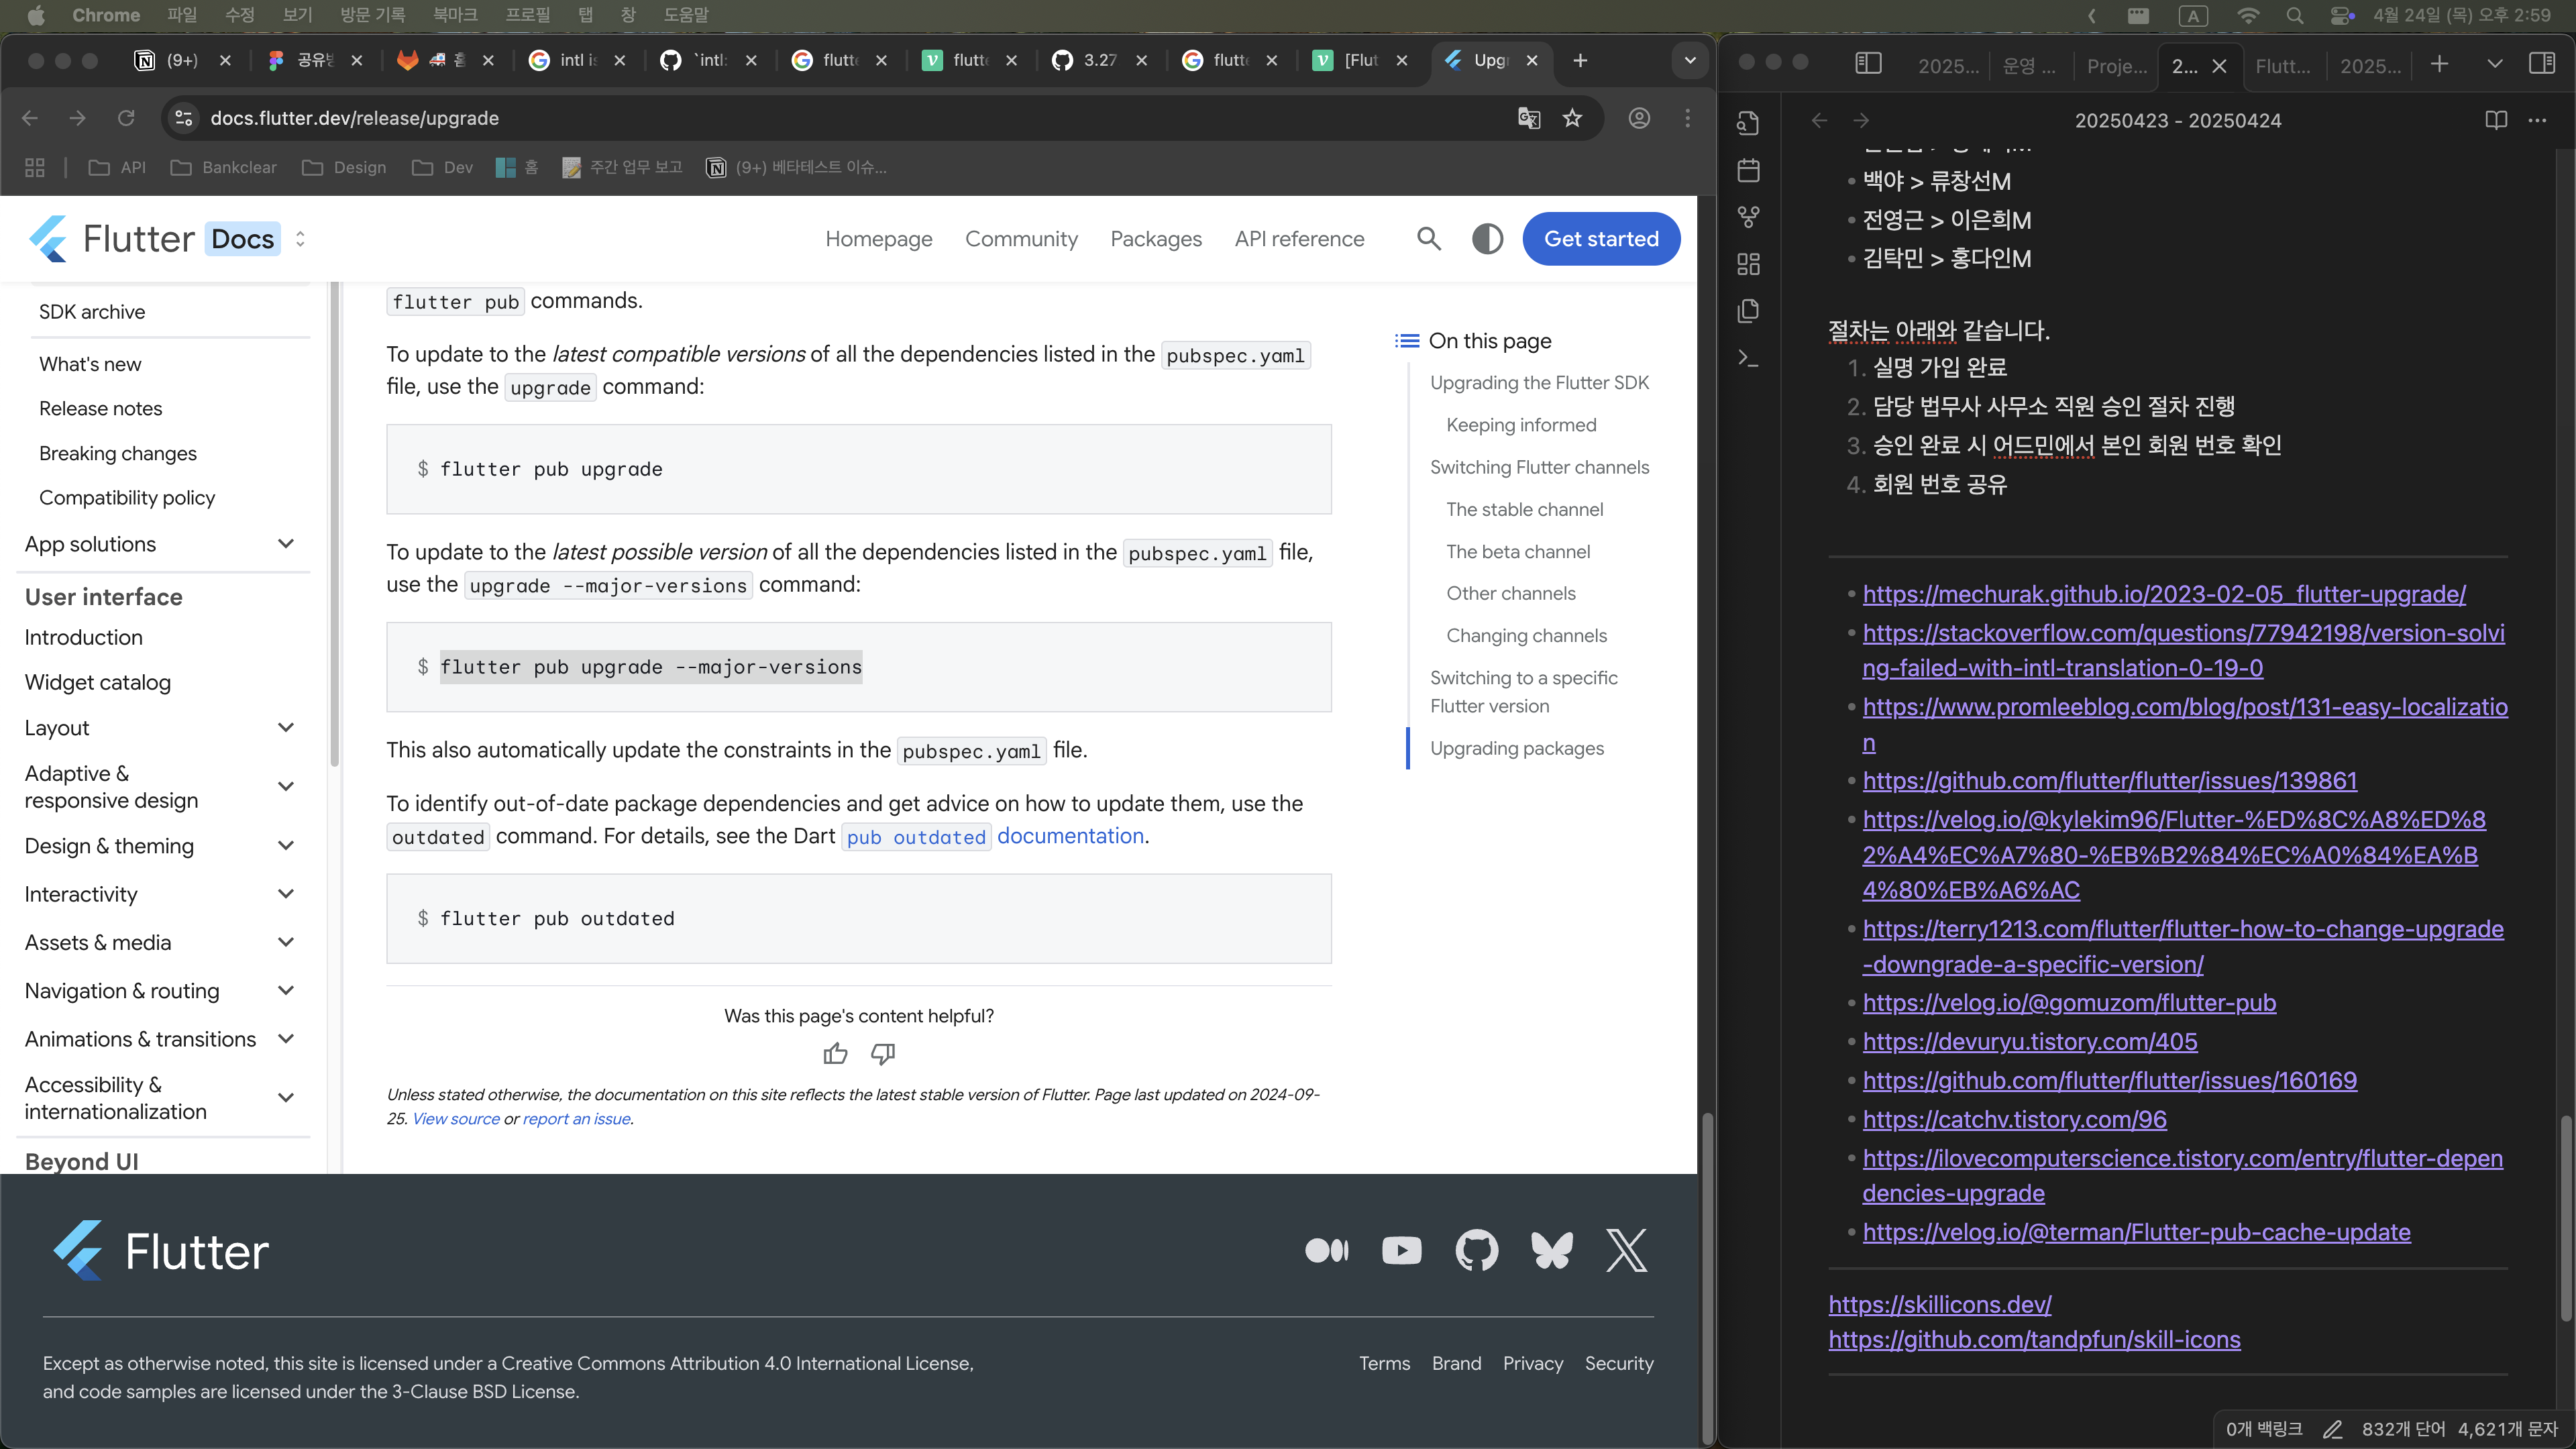 Chrome 파일 수정 보기 방문 기록 북마크 프로필 탭 창 도움말
A 4월 24일 (목) 오후 2:59
(9+) 공유방 홈 intl is `intl: flutte flutte 3.27 flutte [Flut Upgr
docs.flutter.dev/release/upgrade
API Bankclear Design Dev 홈 주간 업무 보고 (9+) 베타테스트 이슈...
Flutter Docs
Homepage Community Packages API reference Get started
SDK archive
What's new
Release notes
Breaking changes
Compatibility policy
App solutions
User interface
Introduction
Widget catalog
Layout
Adaptive &
responsive design
Design & theming
Interactivity
Assets & media
Navigation & routing
Animations & transitions
Accessibility &
internationalization
Beyond UI
flutter pub commands.
To update to the latest compatible versions of all the dependencies listed in the pubspec.yaml
file, use the upgrade command:
$ flutter pub upgrade
To update to the latest possible version of all the dependencies listed in the pubspec.yaml file,
use the upgrade --major-versions command:
$ flutter pub upgrade --major-versions
This also automatically update the constraints in the pubspec.yaml file.
To identify out-of-date package dependencies and get advice on how to update them, use the
outdated command. For details, see the Dart pub outdated documentation.
$ flutter pub outdated
Was this page's content helpful?
Unless stated otherwise, the documentation on this site reflects the latest stable version of Flutter. Page last updated on 2024-09-
25. View source or report an issue.
On this page
Upgrading the Flutter SDK
Keeping informed
Switching Flutter channels
The stable channel
The beta channel
Other channels
Changing channels
Switching to a specific
Flutter version
Upgrading packages
Flutter
Except as otherwise noted, this site is licensed under a Creative Commons Attribution 4.0 International License,
and code samples are licensed under the 3-Clause BSD License.
Terms Brand Privacy Security
2025... 운영 ... Proje... 2... Flutt... 2025...
20250423 - 20250424
백야 > 류창선M
전영근 > 이은희M
김탁민 > 홍다인M
절차는 아래와 같습니다.
1. 실명 가입 완료
2. 담당 법무사 사무소 직원 승인 절차 진행
3. 승인 완료 시 어드민에서 본인 회원 번호 확인
4. 회원 번호 공유
https://mechurak.github.io/2023-02-05_flutter-upgrade/
https://stackoverflow.com/questions/77942198/version-solvi
ng-failed-with-intl-translation-0-19-0
https://www.promleeblog.com/blog/post/131-easy-localizatio
n
https://github.com/flutter/flutter/issues/139861
https://velog.io/@kylekim96/Flutter-%ED%8C%A8%ED%8
2%A4%EC%A7%80-%EB%B2%84%EC%A0%84%EA%B
4%80%EB%A6%AC
https://terry1213.com/flutter/flutter-how-to-change-upgrade
-downgrade-a-specific-version/
https://velog.io/@gomuzom/flutter-pub
https://devuryu.tistory.com/405
https://github.com/flutter/flutter/issues/160169
https://catchv.tistory.com/96
https://ilovecomputerscience.tistory.com/entry/flutter-depen
dencies-upgrade
https://velog.io/@terman/Flutter-pub-cache-update
https://skillicons.dev/
https://github.com/tandpfun/skill-icons
0개 백링크 832개 단어 4,621개 문자